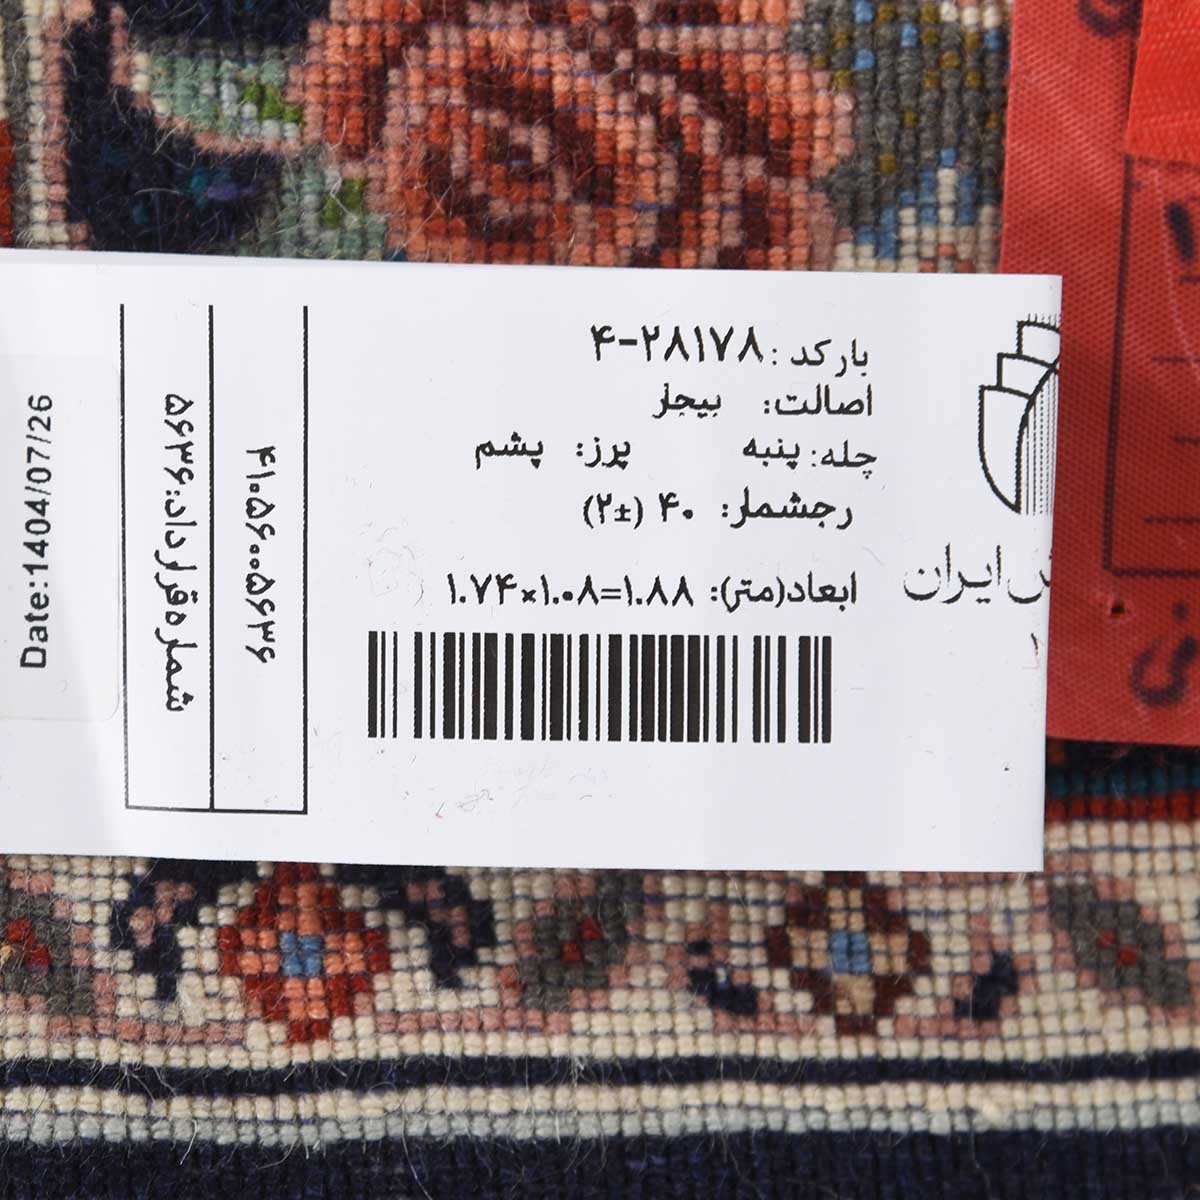 بارکد: ۴-۲۸۱۷۸
اصالت: بیجار
چله: پنبه پرز: پشم
رجشمار: ۴۰ (±۲)
ابعاد(متر): ۱.۷۴×۱.۰۸=۱.۸۸
ایران
۴۱۰۵۶۰۰۵۶۳۶
شماره قرارداد: ۵۶۳۶
Date:1404/07/26
S.